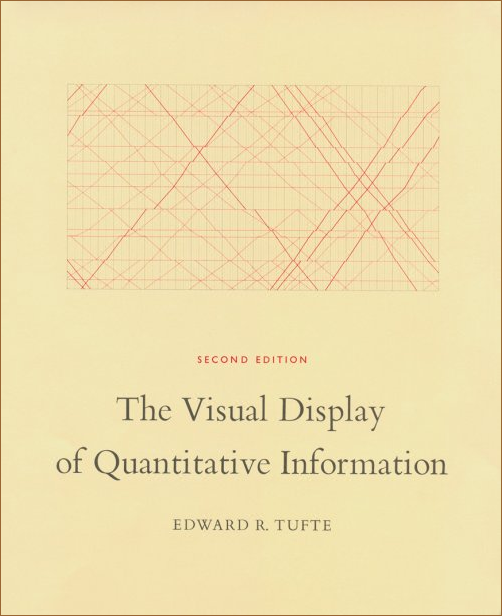 SECOND EDITION
The Visual Display
of Quantitative Information
EDWARD R. TUFTE